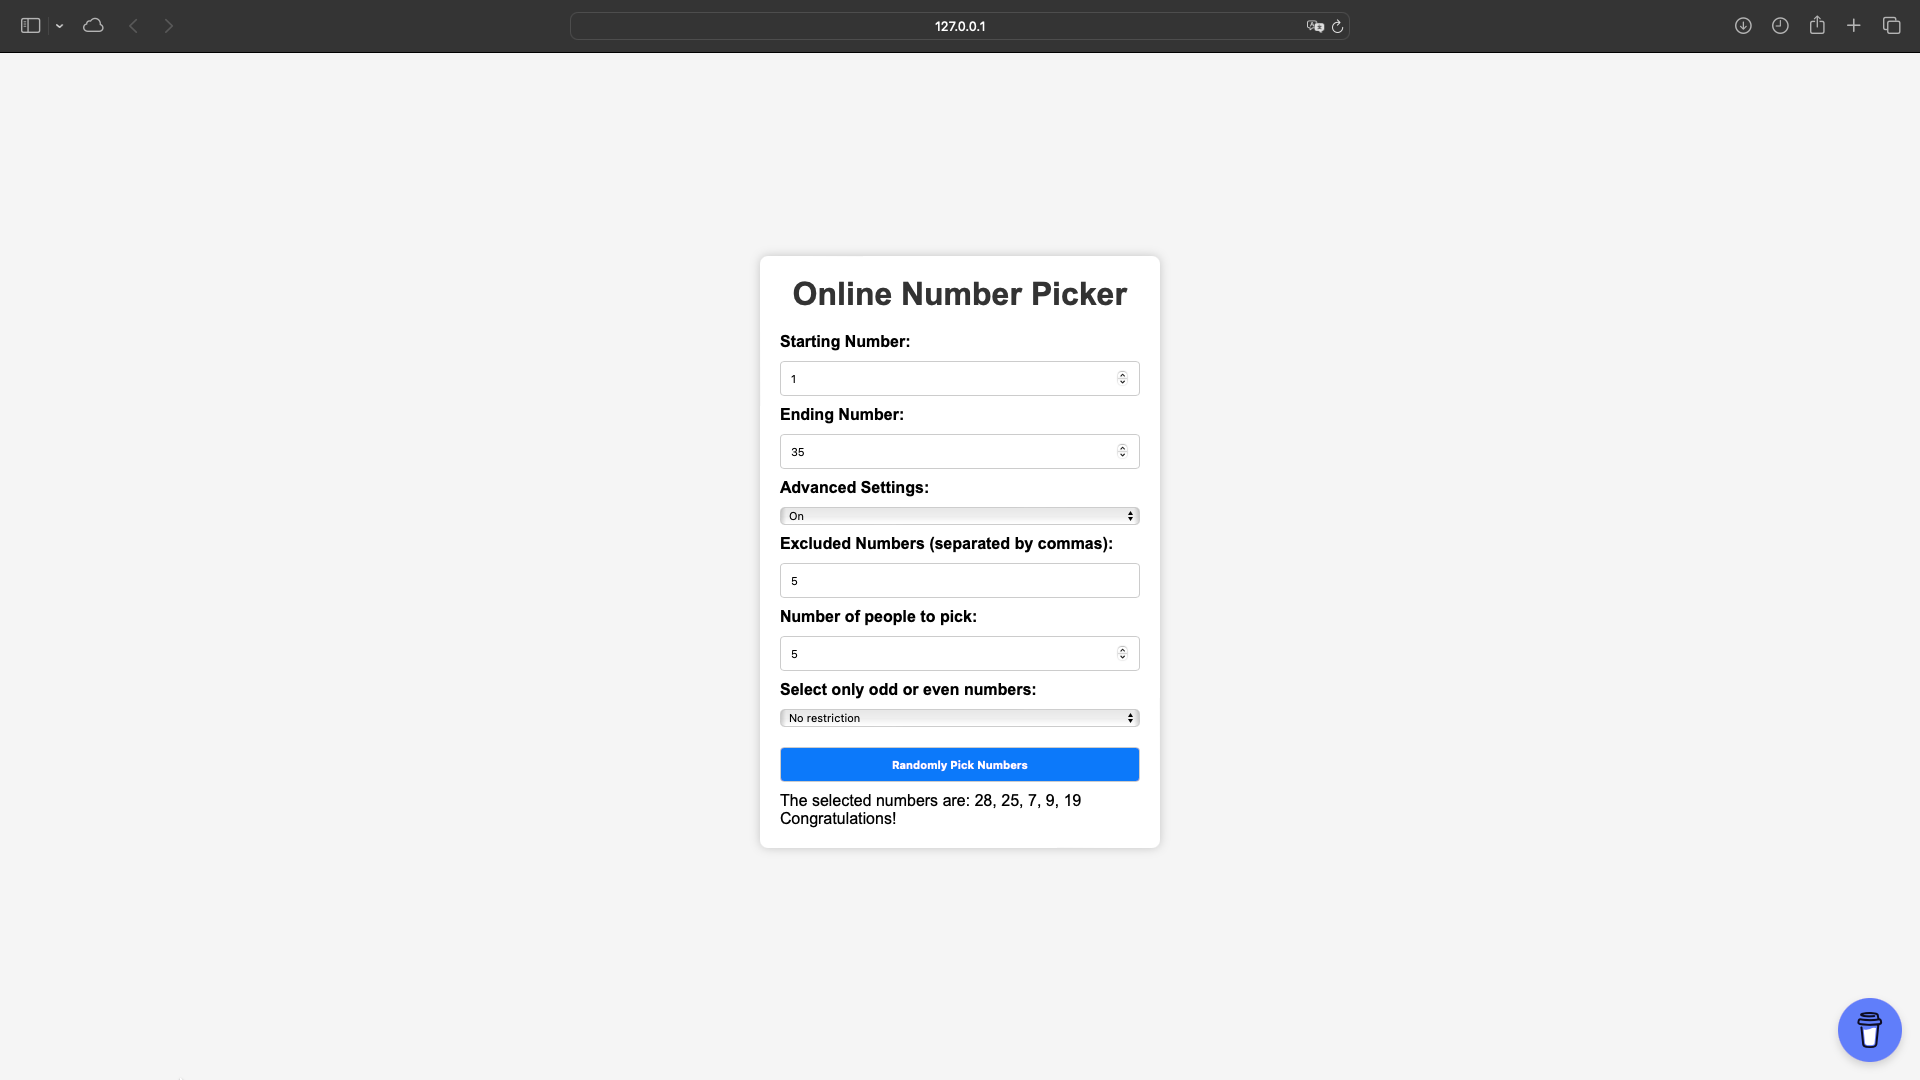 127.0.0.1
Online Number Picker
Starting Number:
1
Ending Number:
35
Advanced Settings:
On
Excluded Numbers (separated by commas):
5
Number of people to pick:
5
Select only odd or even numbers:
No restriction
Randomly Pick Numbers
The selected numbers are: 28, 25, 7, 9, 19
Congratulations!